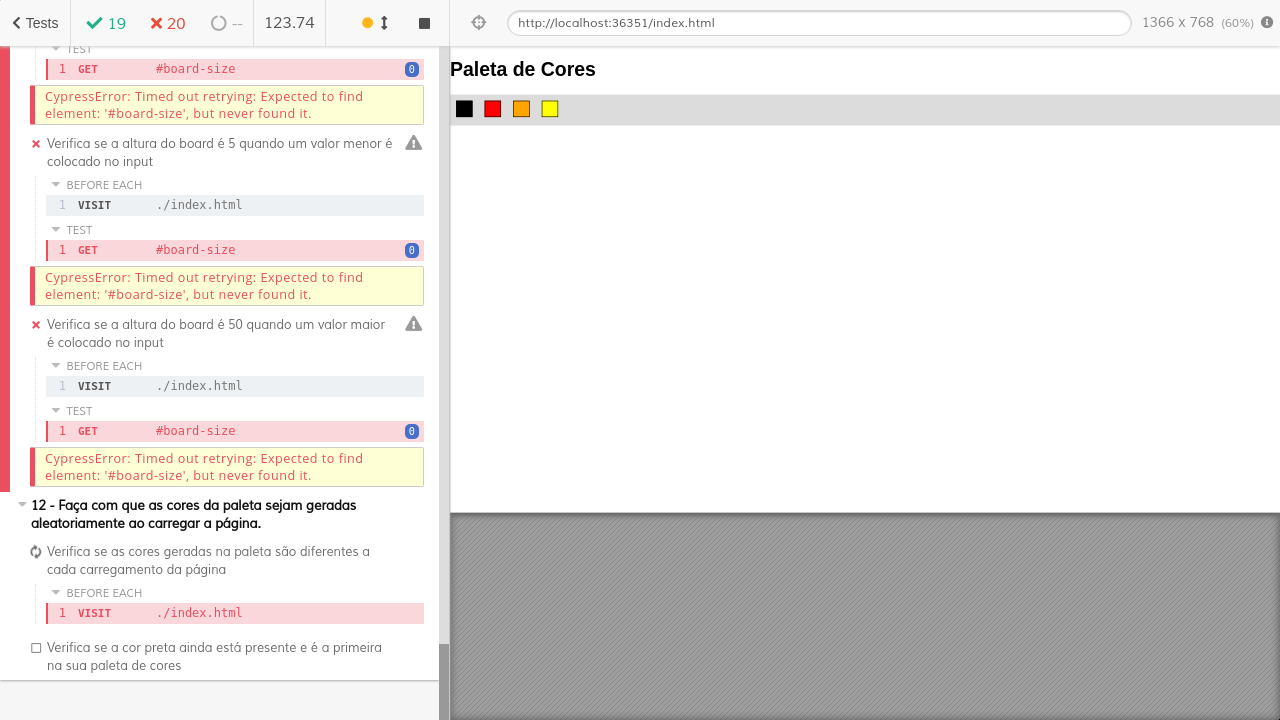 Tests 19 20 -- 123.74
http://localhost:36351/index.html 1366 x 768 (60%)
TEST
1 GET #board-size 0
CypressError: Timed out retrying: Expected to find
element: '#board-size', but never found it.
Verifica se a altura do board é 5 quando um valor menor é
colocado no input
BEFORE EACH
1 VISIT ./index.html
TEST
1 GET #board-size 0
CypressError: Timed out retrying: Expected to find
element: '#board-size', but never found it.
Verifica se a altura do board é 50 quando um valor maior
é colocado no input
BEFORE EACH
1 VISIT ./index.html
TEST
1 GET #board-size 0
CypressError: Timed out retrying: Expected to find
element: '#board-size', but never found it.
12 - Faça com que as cores da paleta sejam geradas
aleatoriamente ao carregar a página.
Verifica se as cores geradas na paleta são diferentes a
cada carregamento da página
BEFORE EACH
1 VISIT ./index.html
Verifica se a cor preta ainda está presente e é a primeira
na sua paleta de cores
Paleta de Cores